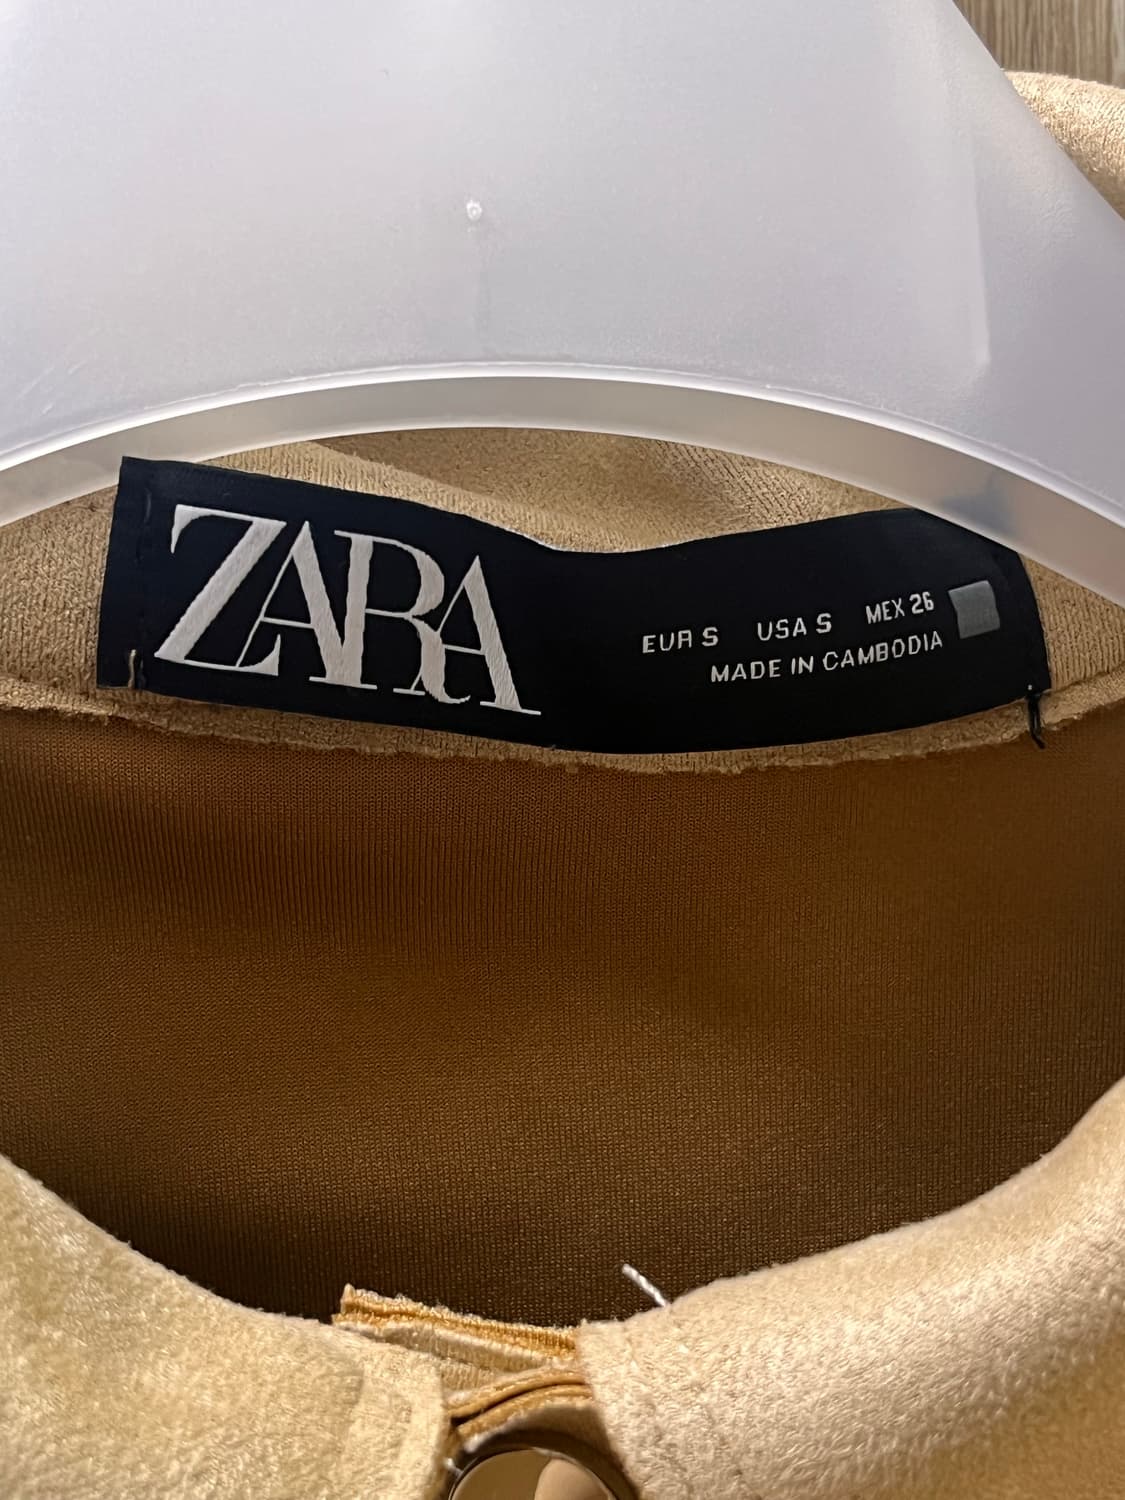 ZARA
EUR S USA S MEX 26
MADE IN CAMBODIA